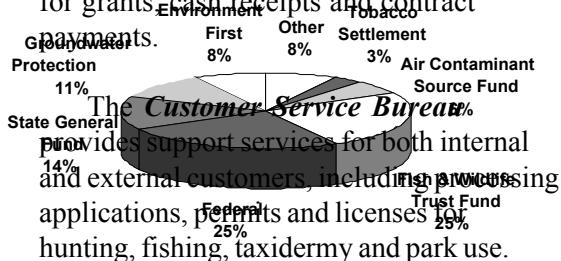 for grants, cash receipts and contract
payments.
The Customer Service Bureau
provides support services for both internal
and external customers, including processing
applications, permits and licenses for
hunting, fishing, taxidermy and park use.
Environment
First
8%
Other
8%
Tobacco
Settlement
3%
Air Contaminant
Source Fund
Fish & Wildlife
Trust Fund
25%
Federal
25%
State General
Fund
14%
Groundwater
Protection
11%